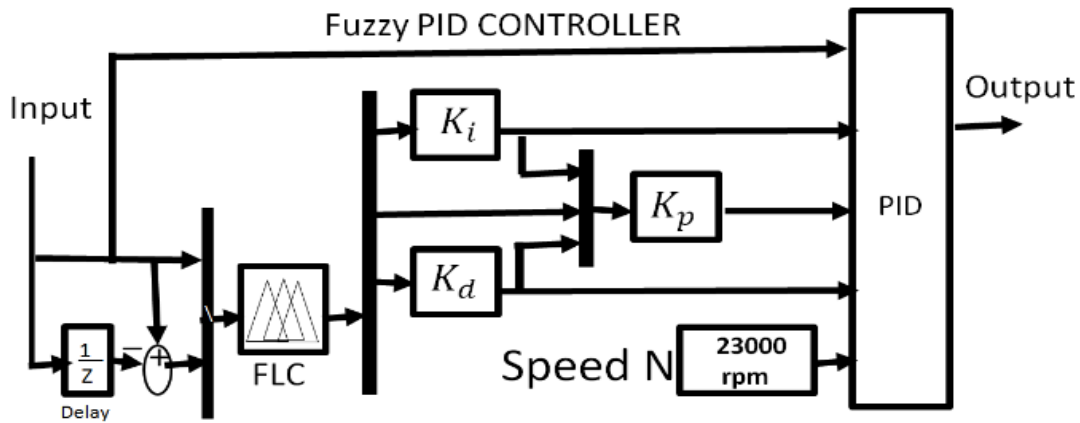 Fuzzy PID CONTROLLER
Input
Output
K_i
K_p
PID
K_d
1
Z
−
+
FLC
Delay
Speed N
23000
rpm